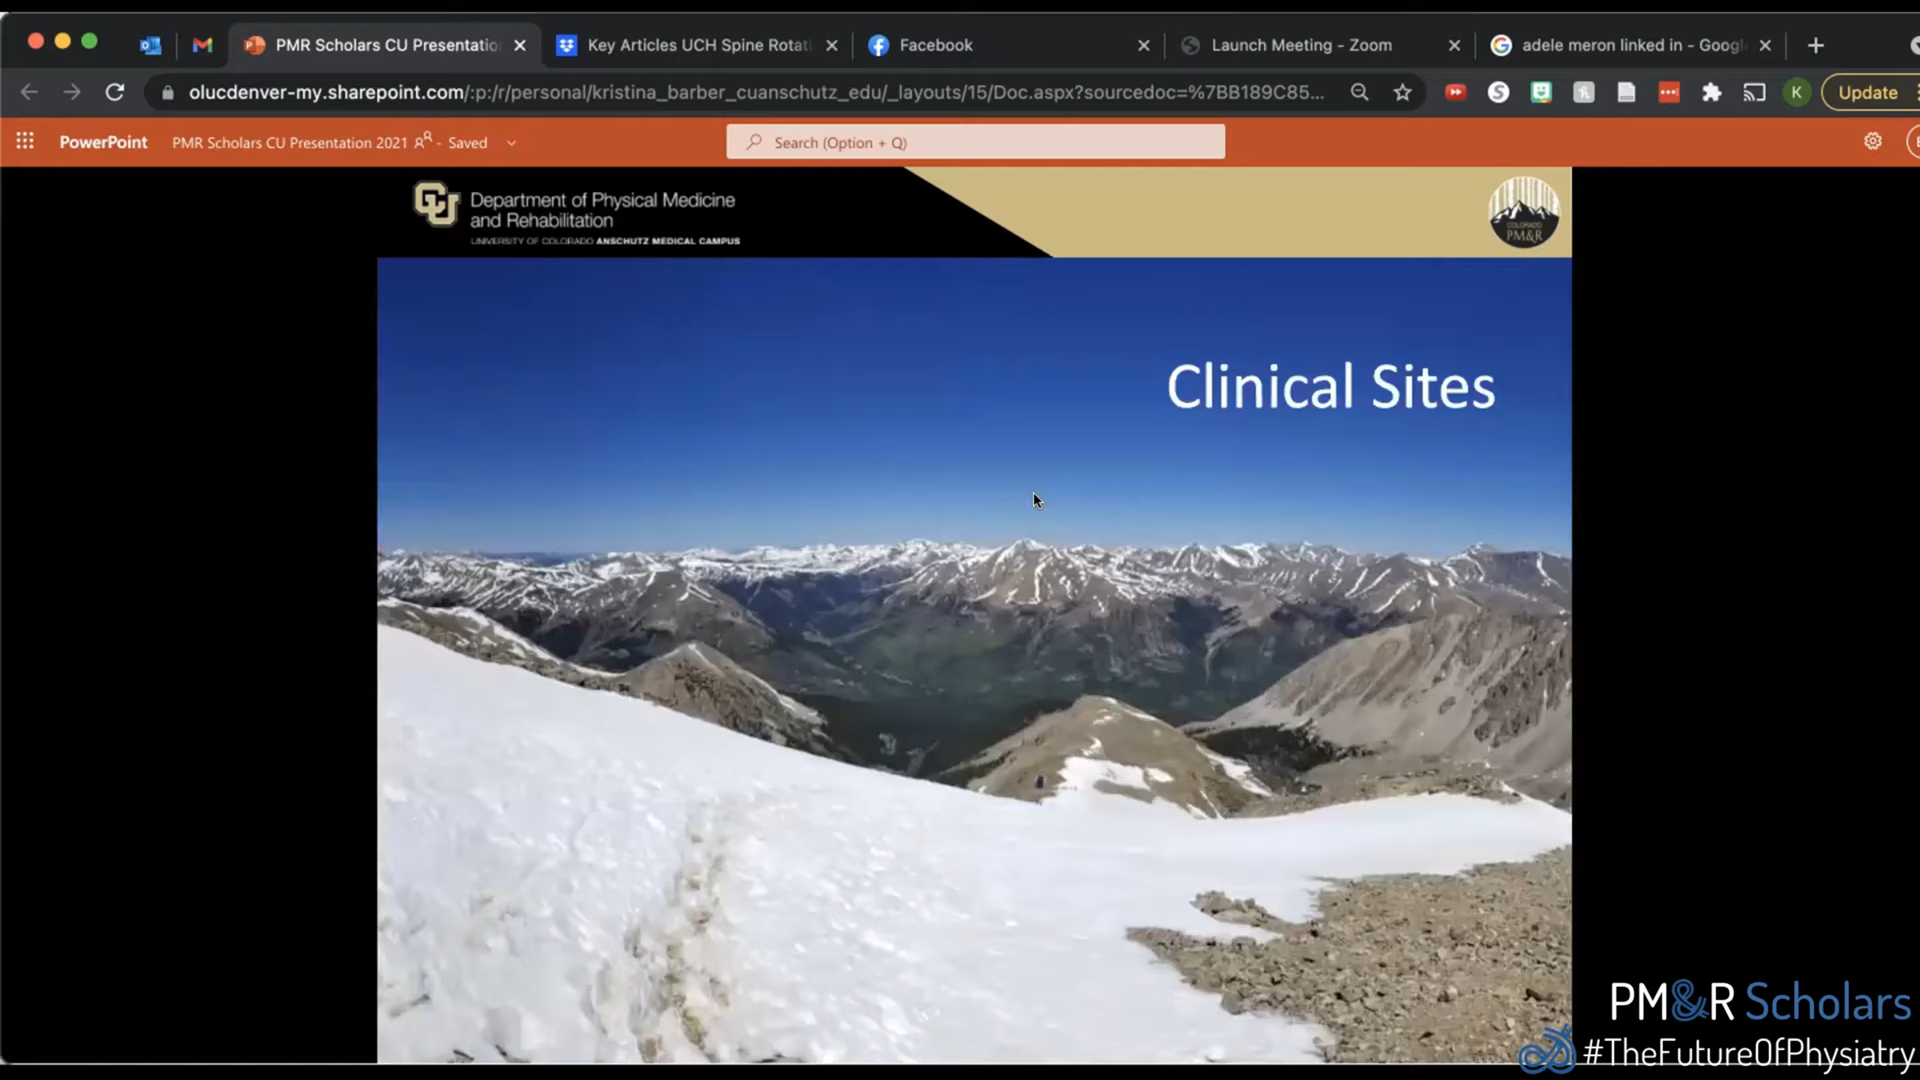 PMR Scholars CU Presentatio
Key Articles UCH Spine Rotat
Facebook
Launch Meeting - Zoom
adele meron linked in - Googl
olucdenver-my.sharepoint.com/:p:/r/personal/kristina_barber_cuanschutz_edu/_layouts/15/Doc.aspx?sourcedoc=%7BB189C85...
K
Update
PowerPoint
PMR Scholars CU Presentation 2021 - Saved
Search (Option + Q)
CU
Department of Physical Medicine
and Rehabilitation
UNIVERSITY OF COLORADO ANSCHUTZ MEDICAL CAMPUS
COLORADO
PM&R
Clinical Sites
PM&R Scholars
#TheFutureOfPhysiatry